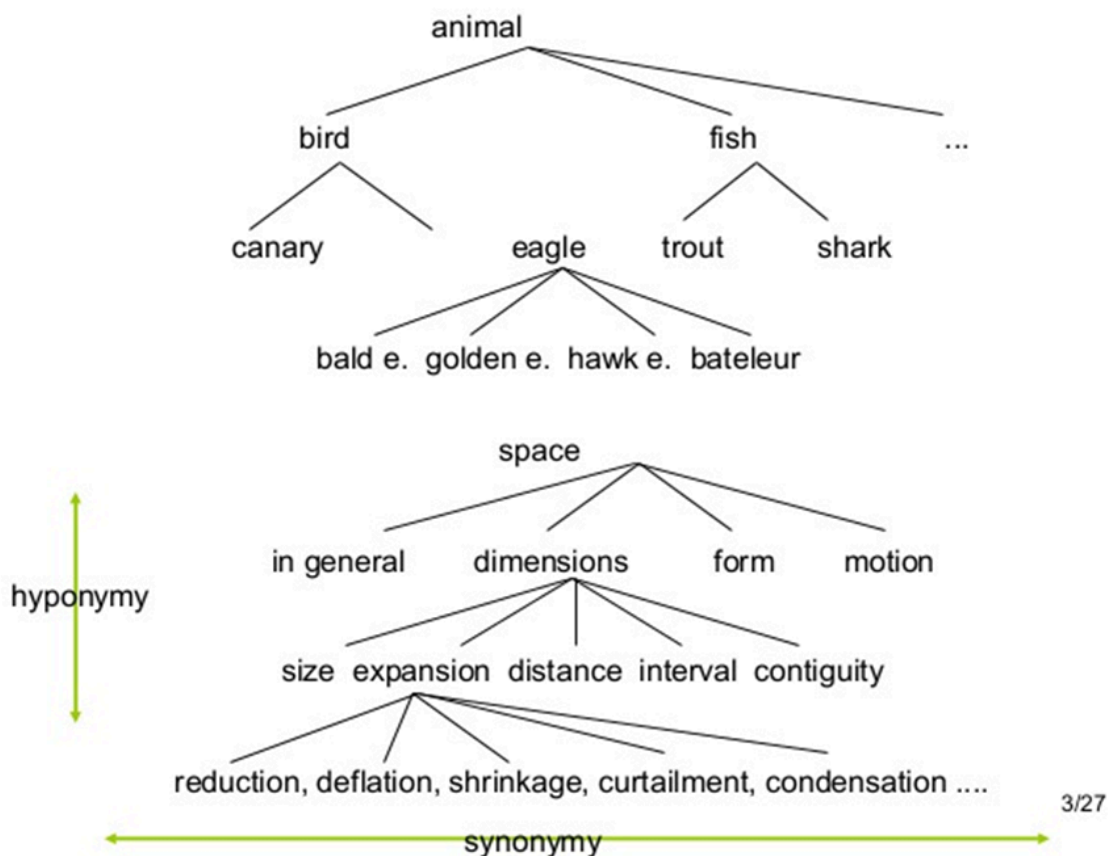 animal
bird fish ...
canary eagle trout shark
bald e. golden e. hawk e. bateleur
space
in general dimensions form motion
hyponymy
size expansion distance interval contiguity
reduction, deflation, shrinkage, curtailment, condensation ....
3/27
synonymy